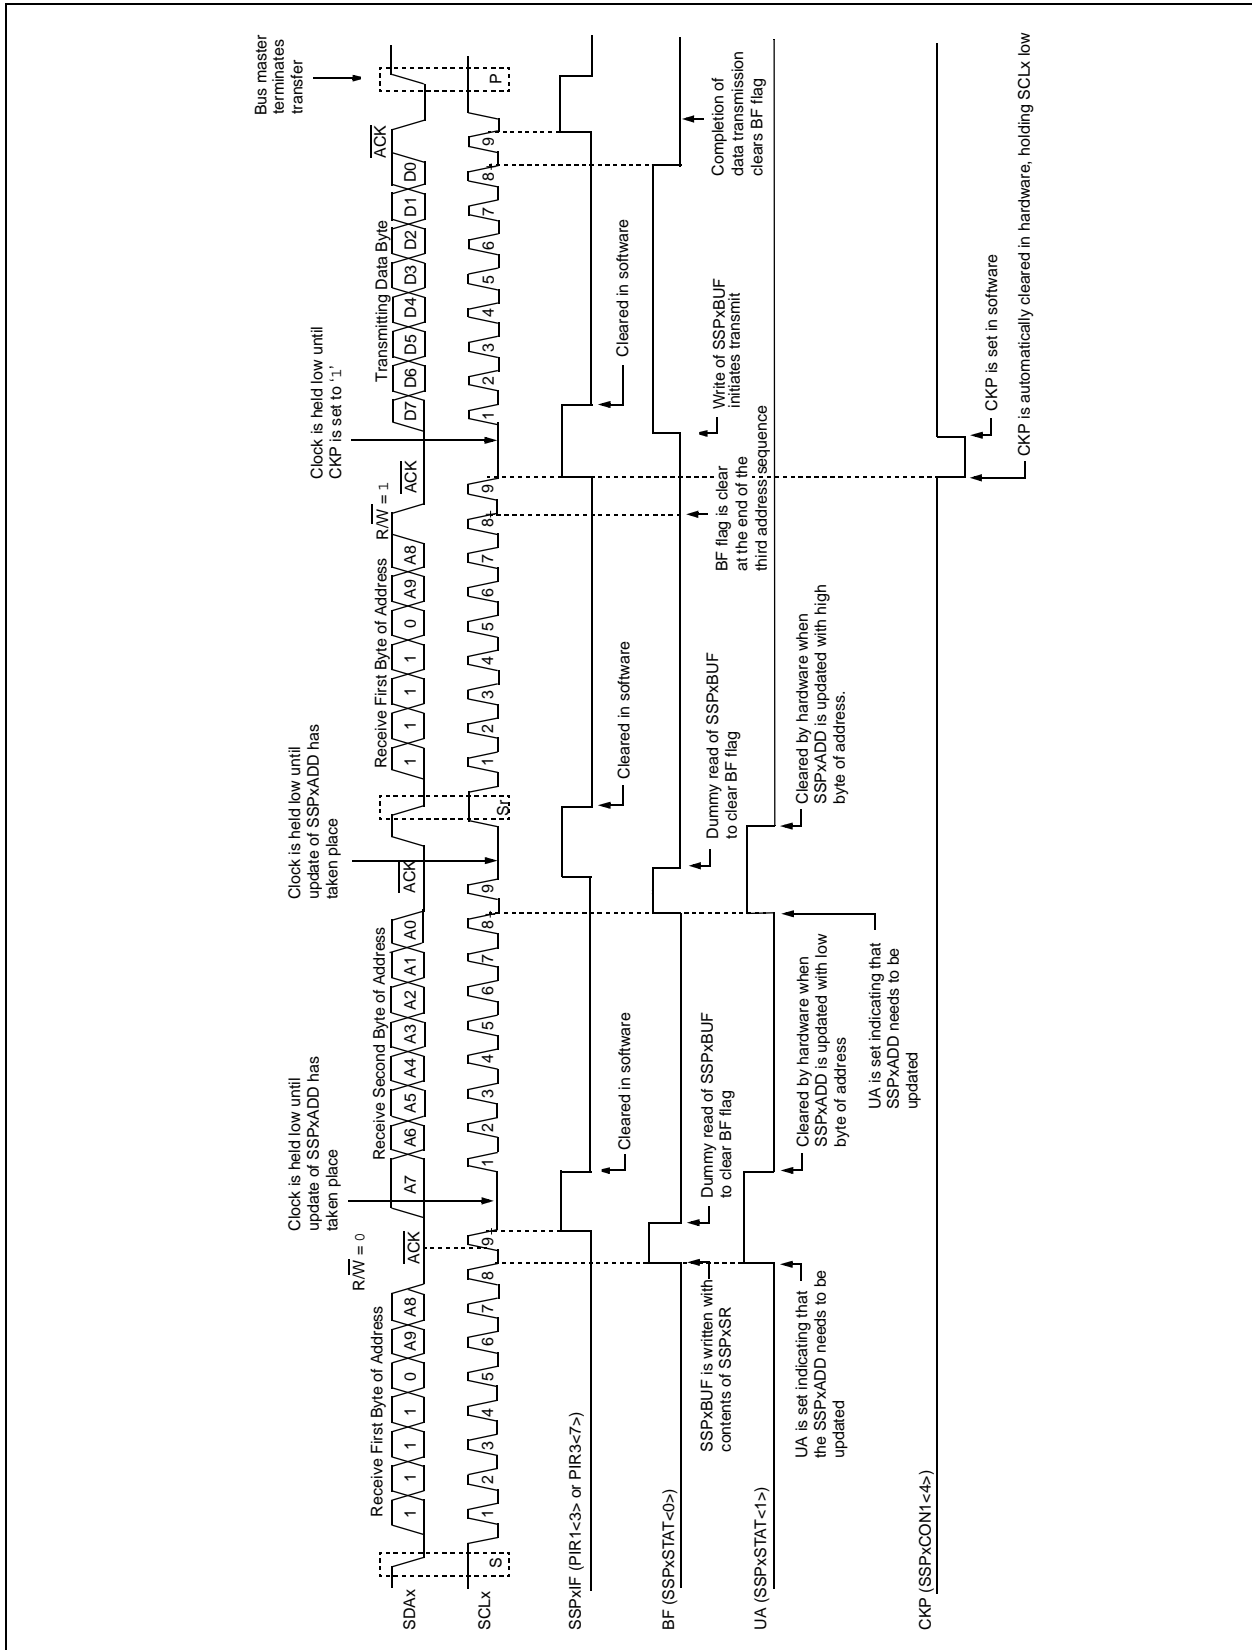 Bus master
terminates
transfer
Clock is held low until
update of SSPxADD has
taken place
Clock is held low until
update of SSPxADD has
taken place
Clock is held low until
CKP is set to ‘1’
R/W = 0
R/W = 1
Receive First Byte of Address
Receive Second Byte of Address
Receive First Byte of Address
Transmitting Data Byte
ACK
ACK
ACK
ACK
SDAx
1 1 1 1 0 A9 A8
A7 A6 A5 A4 A3 A2 A1 A0
1 1 1 1 0 A9 A8
D7 D6 D5 D4 D3 D2 D1 D0
SCLx
S
1 2 3 4 5 6 7 8 9
1 2 3 4 5 6 7 8 9
Sr
1 2 3 4 5 6 7 8 9
1 2 3 4 5 6 7 8 9
P
SSPxIF (PIR1<3> or PIR3<7>)
Cleared in software
Cleared in software
Cleared in software
BF (SSPxSTAT<0>)
SSPxBUF is written with
contents of SSPxSR
Dummy read of SSPxBUF
to clear BF flag
Dummy read of SSPxBUF
to clear BF flag
BF flag is clear
at the end of the
third address sequence
Write of SSPxBUF
initiates transmit
Completion of
data transmission
clears BF flag
UA (SSPxSTAT<1>)
UA is set indicating that
the SSPxADD needs to be
updated
Cleared by hardware when
SSPxADD is updated with low
byte of address
UA is set indicating that
SSPxADD needs to be
updated
Cleared by hardware when
SSPxADD is updated with high
byte of address.
CKP (SSPxCON1<4>)
CKP is set in software
CKP is automatically cleared in hardware, holding SCLx low